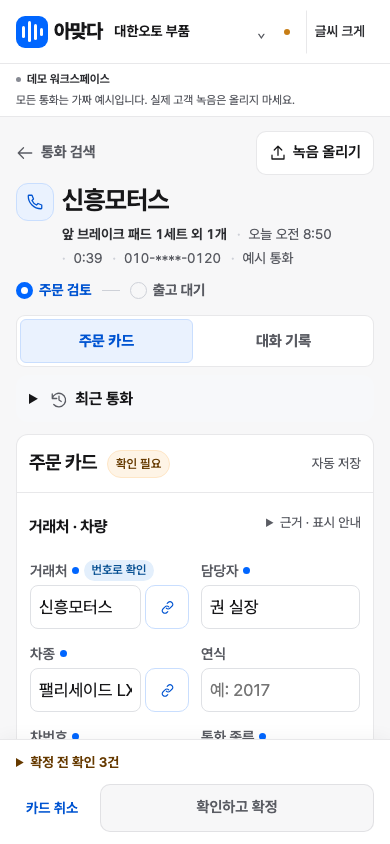 아맞다 대한오토 부품 글씨 크게
데모 워크스페이스
모든 통화는 가짜 예시입니다. 실제 고객 녹음은 올리지 마세요.
통화 검색 녹음 올리기
신흥모터스
앞 브레이크 패드 1세트 외 1개 · 오늘 오전 8:50
· 0:39 · 010-****-0120 · 예시 통화
주문 검토 출고 대기
주문 카드 대화 기록
최근 통화
주문 카드 확인 필요 자동 저장
거래처 · 차량 근거 · 표시 안내
거래처 번호로 확인 담당자
신흥모터스 권 실장
차종 연식
팰리세이드 LX 예: 2017
차번호 통화 종류
확정 전 확인 3건
카드 취소 확인하고 확정